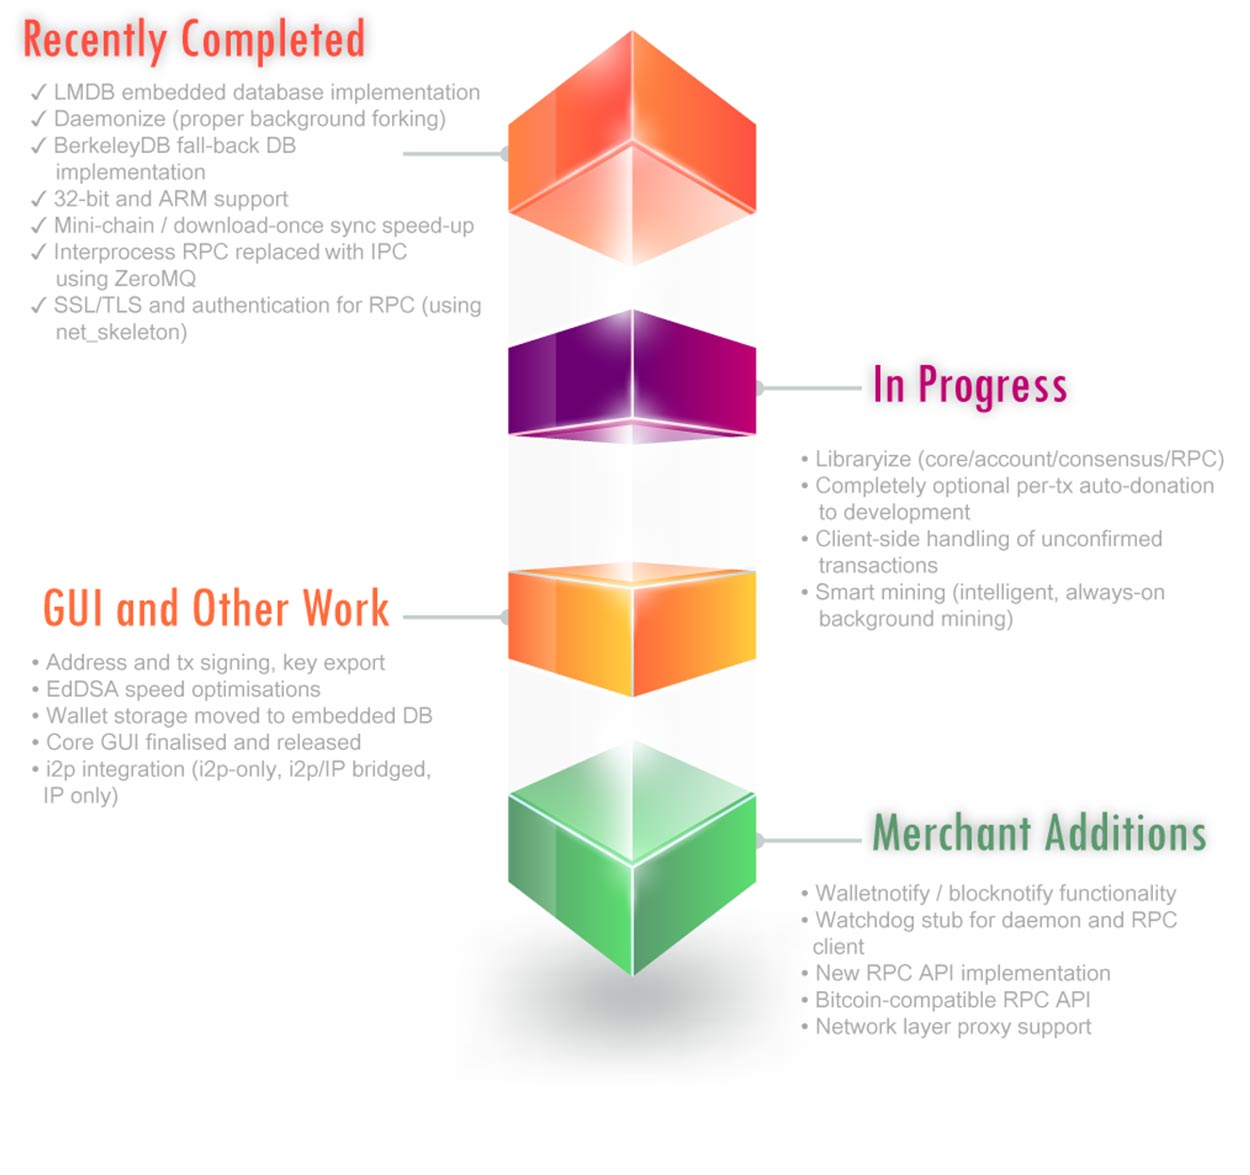 Recently Completed
✓ LMDB embedded database implementation
✓ Daemonize (proper background forking)
✓ BerkeleyDB fall-back DB
implementation
✓ 32-bit and ARM support
✓ Mini-chain / download-once sync speed-up
✓ Interprocess RPC replaced with IPC
using ZeroMQ
✓ SSL/TLS and authentication for RPC (using
net_skeleton)
In Progress
• Libraryize (core/account/consensus/RPC)
• Completely optional per-tx auto-donation
to development
• Client-side handling of unconfirmed
transactions
• Smart mining (intelligent, always-on
background mining)
GUI and Other Work
• Address and tx signing, key export
• EdDSA speed optimisations
• Wallet storage moved to embedded DB
• Core GUI finalised and released
• i2p integration (i2p-only, i2p/IP bridged,
IP only)
Merchant Additions
• Walletnotify / blocknotify functionality
• Watchdog stub for daemon and RPC
client
• New RPC API implementation
• Bitcoin-compatible RPC API
• Network layer proxy support